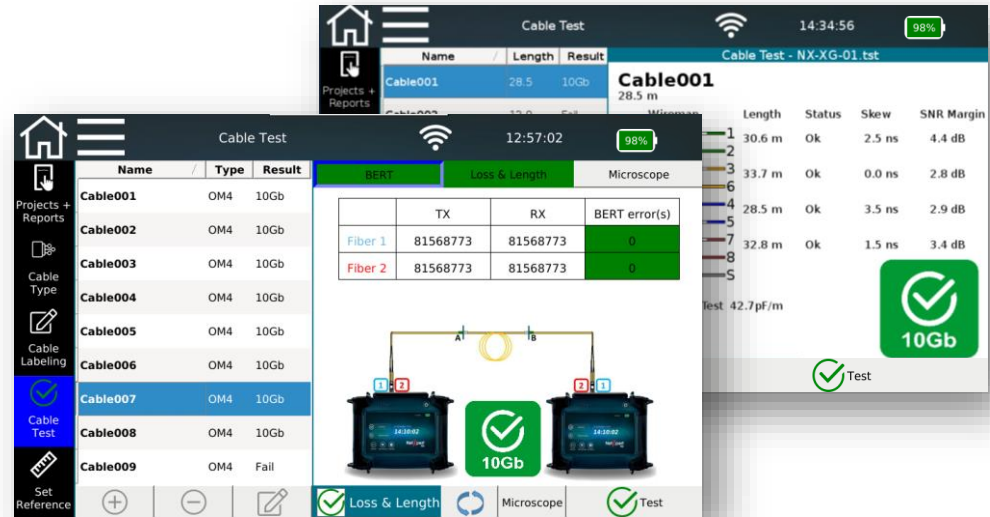 Cable Test
14:34:56
98%
Name / Length Result
Cable Test - NX-XG-01.tst
Projects +
Reports
Cable001 28.5 10Gb
Cable001
28.5 m
Length Status Skew SNR Margin
1
2
30.6 m Ok 2.5 ns 4.4 dB
3
6
33.7 m Ok 0.0 ns 2.8 dB
4
5
28.5 m Ok 3.5 ns 2.9 dB
7
8
32.8 m Ok 1.5 ns 3.4 dB
S
Test 42.7pF/m
10Gb
Test
Cable Test
12:57:02
98%
Projects +
Reports
Cable
Type
Cable
Labeling
Cable
Test
Set
Reference
Name / Type Result
Cable001 OM4 10Gb
Cable002 OM4 10Gb
Cable003 OM4 10Gb
Cable004 OM4 10Gb
Cable005 OM4 10Gb
Cable006 OM4 10Gb
Cable007 OM4 10Gb
Cable008 OM4 10Gb
Cable009 OM4 Fail
BERT Loss & Length Microscope
TX RX BERT error(s)
Fiber 1 81568773 81568773 0
Fiber 2 81568773 81568773 0
A B
1 2 2 1
14:10:02 14:10:02
10Gb
Loss & Length Microscope Test